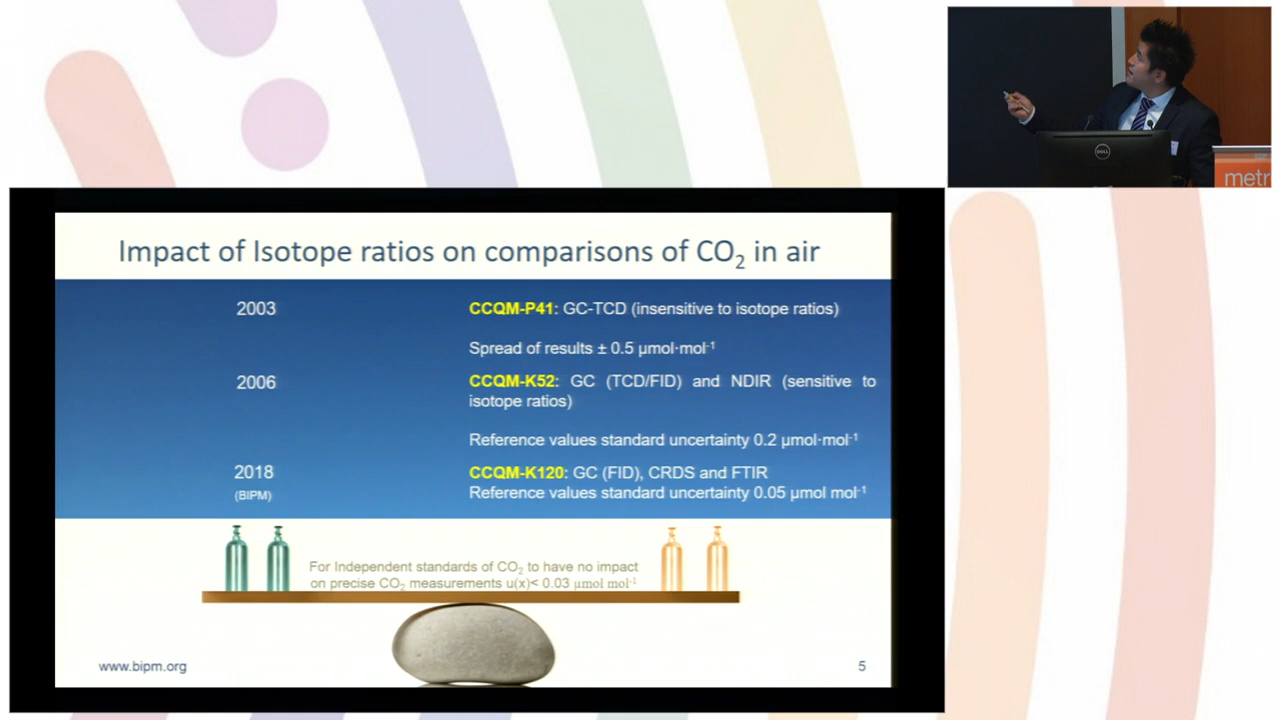 Impact of Isotope ratios on comparisons of CO₂ in air
2003
CCQM-P41: GC-TCD (insensitive to isotope ratios)
Spread of results ± 0.5 μmol·mol⁻¹
2006
CCQM-K52: GC (TCD/FID) and NDIR (sensitive to
isotope ratios)
Reference values standard uncertainty 0.2 μmol·mol⁻¹
2018
(BIPM)
CCQM-K120: GC (FID), CRDS and FTIR
Reference values standard uncertainty 0.05 μmol mol⁻¹
For Independent standards of CO₂ to have no impact
on precise CO₂ measurements u(x)< 0.03 μmol mol⁻¹
www.bipm.org
5
DELL
metr